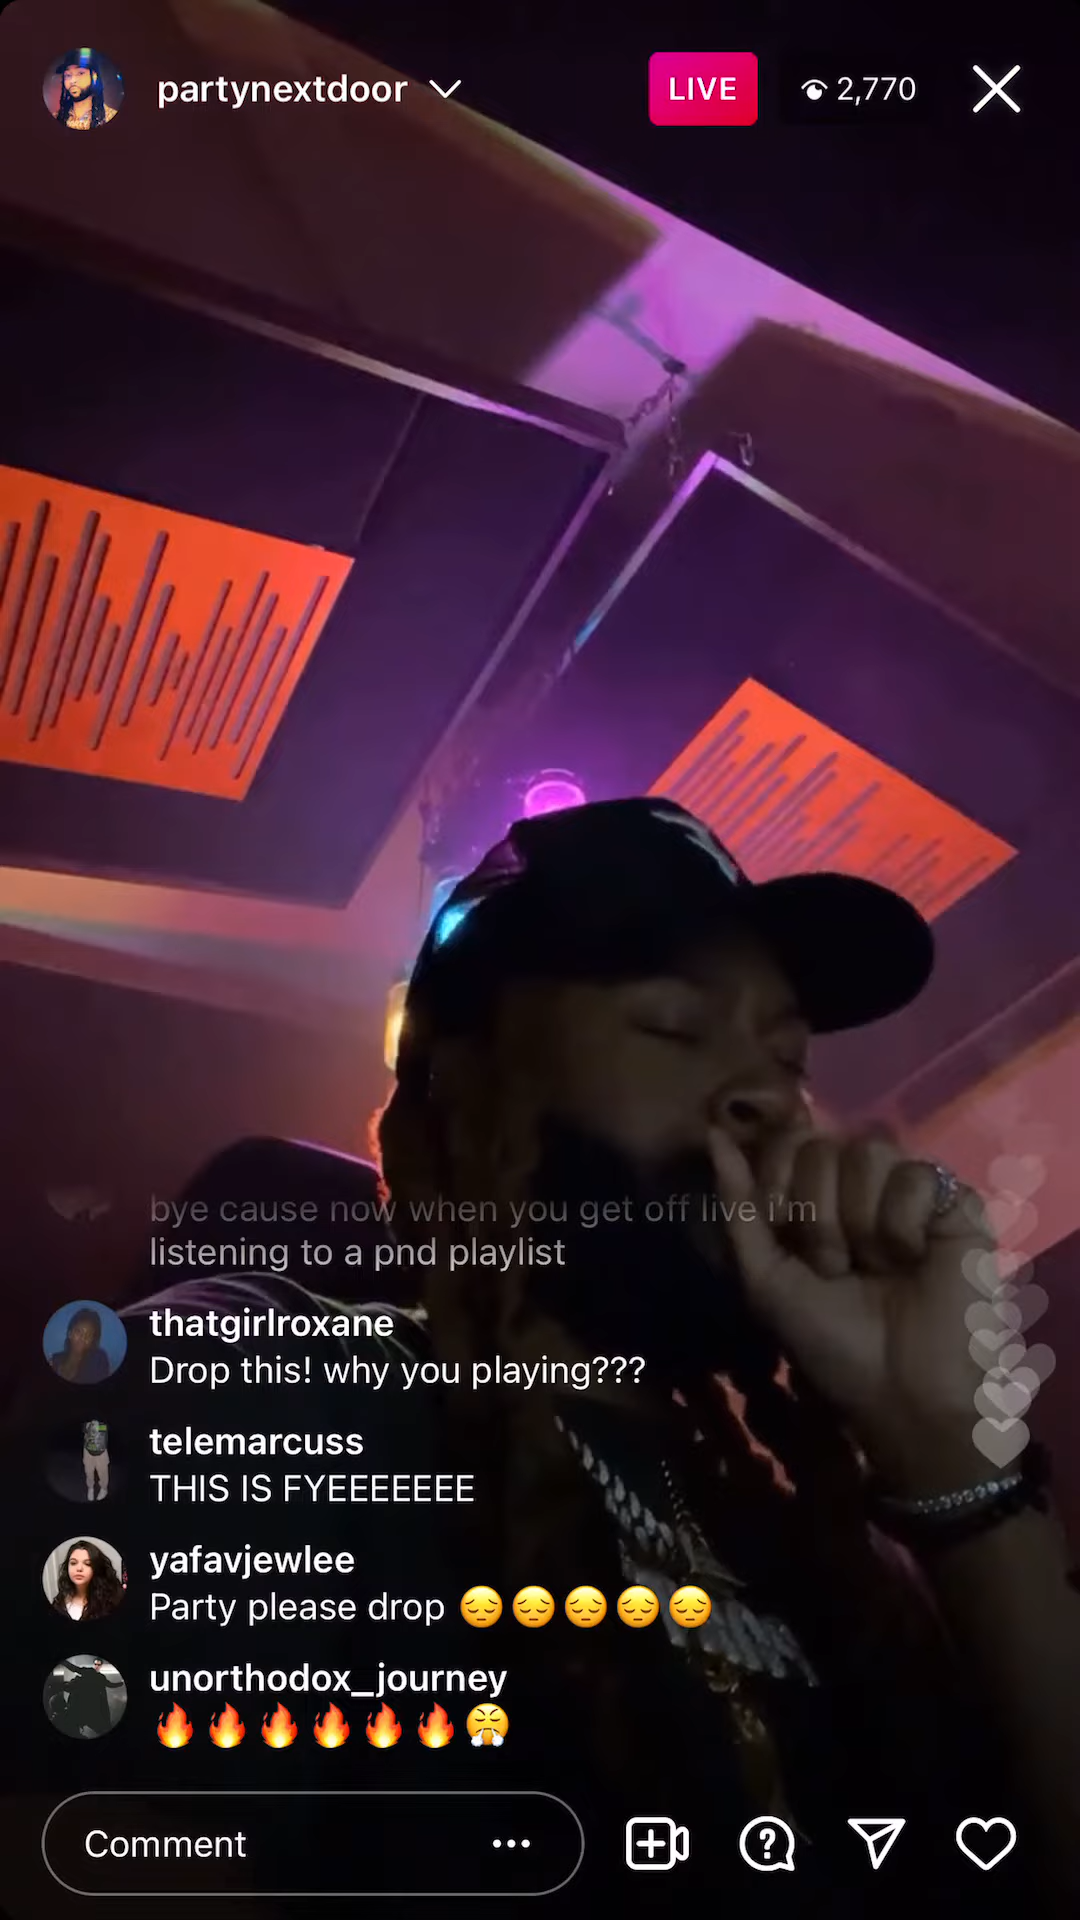 partynextdoor
LIVE
2,770
bye cause now when you get off live i'm
listening to a pnd playlist
thatgirlroxane
Drop this! why you playing???
telemarcuss
THIS IS FYEEEEEEE
yafavjewlee
Party please drop 😔😔😔😔😔
unorthodox_journey
🔥🔥🔥🔥🔥🔥😤
Comment